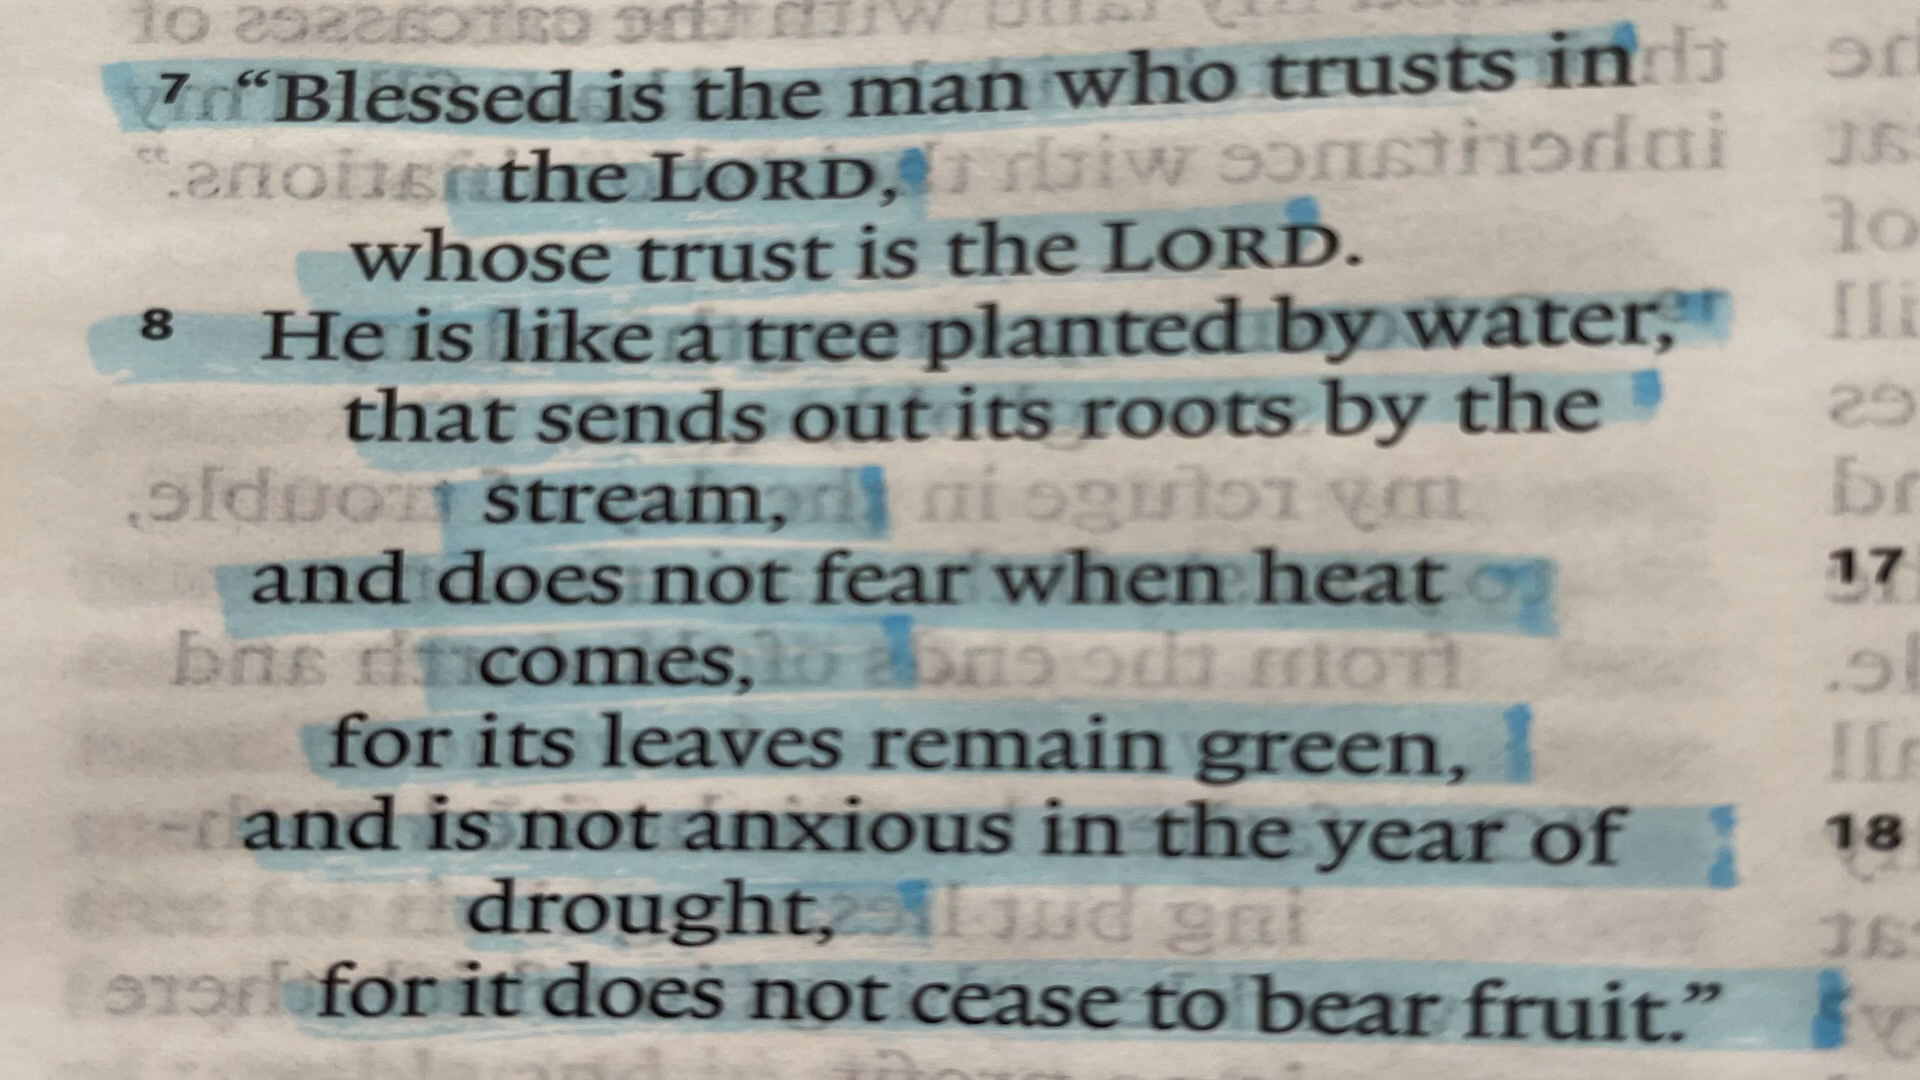 7 “Blessed is the man who trusts in
the LORD,
whose trust is the LORD.
8 He is like a tree planted by water,
that sends out its roots by the
stream,
and does not fear when heat
comes,
for its leaves remain green,
and is not anxious in the year of
drought,
for it does not cease to bear fruit.”
17
18